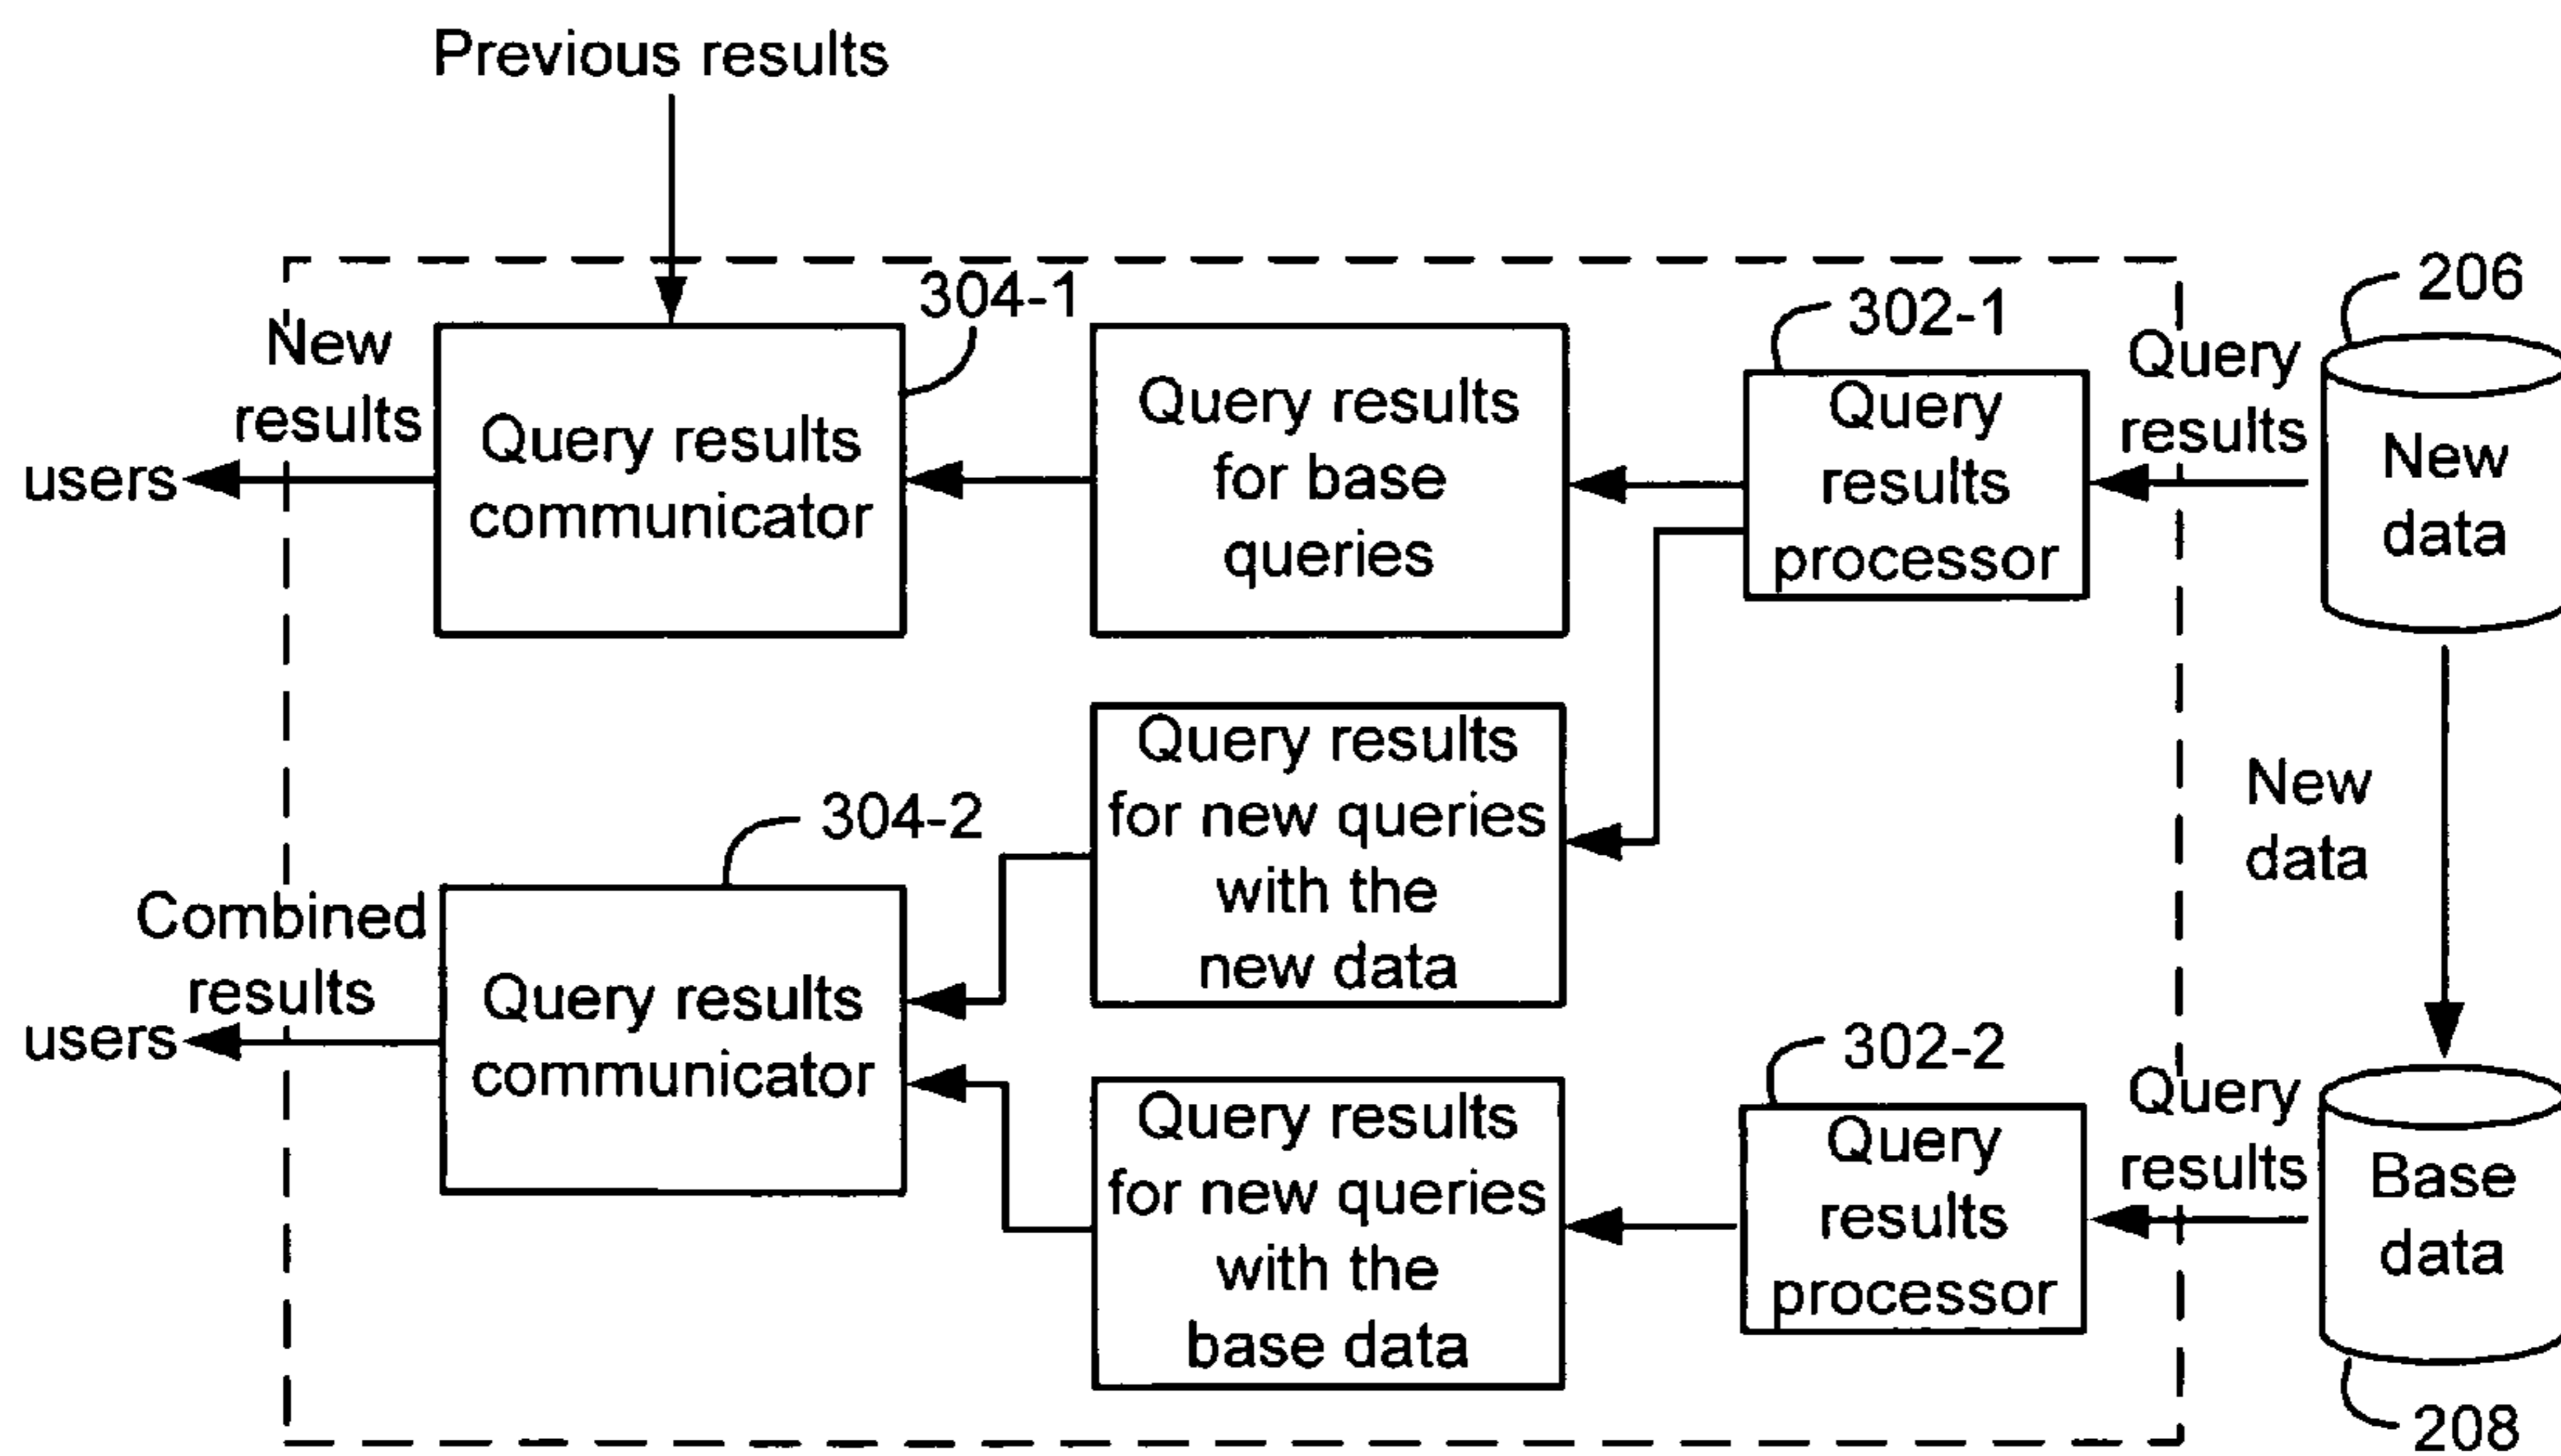 Previous results
304-1
302-1
206
New
results
users
Query results
communicator
Query results
for base
queries
Query
results
processor
Query
results
New
data
Query results
for new queries
with the
new data
New
data
304-2
Combined
results
users
Query results
communicator
302-2
Query results
for new queries
with the
base data
Query
results
processor
Query
results
Base
data
208